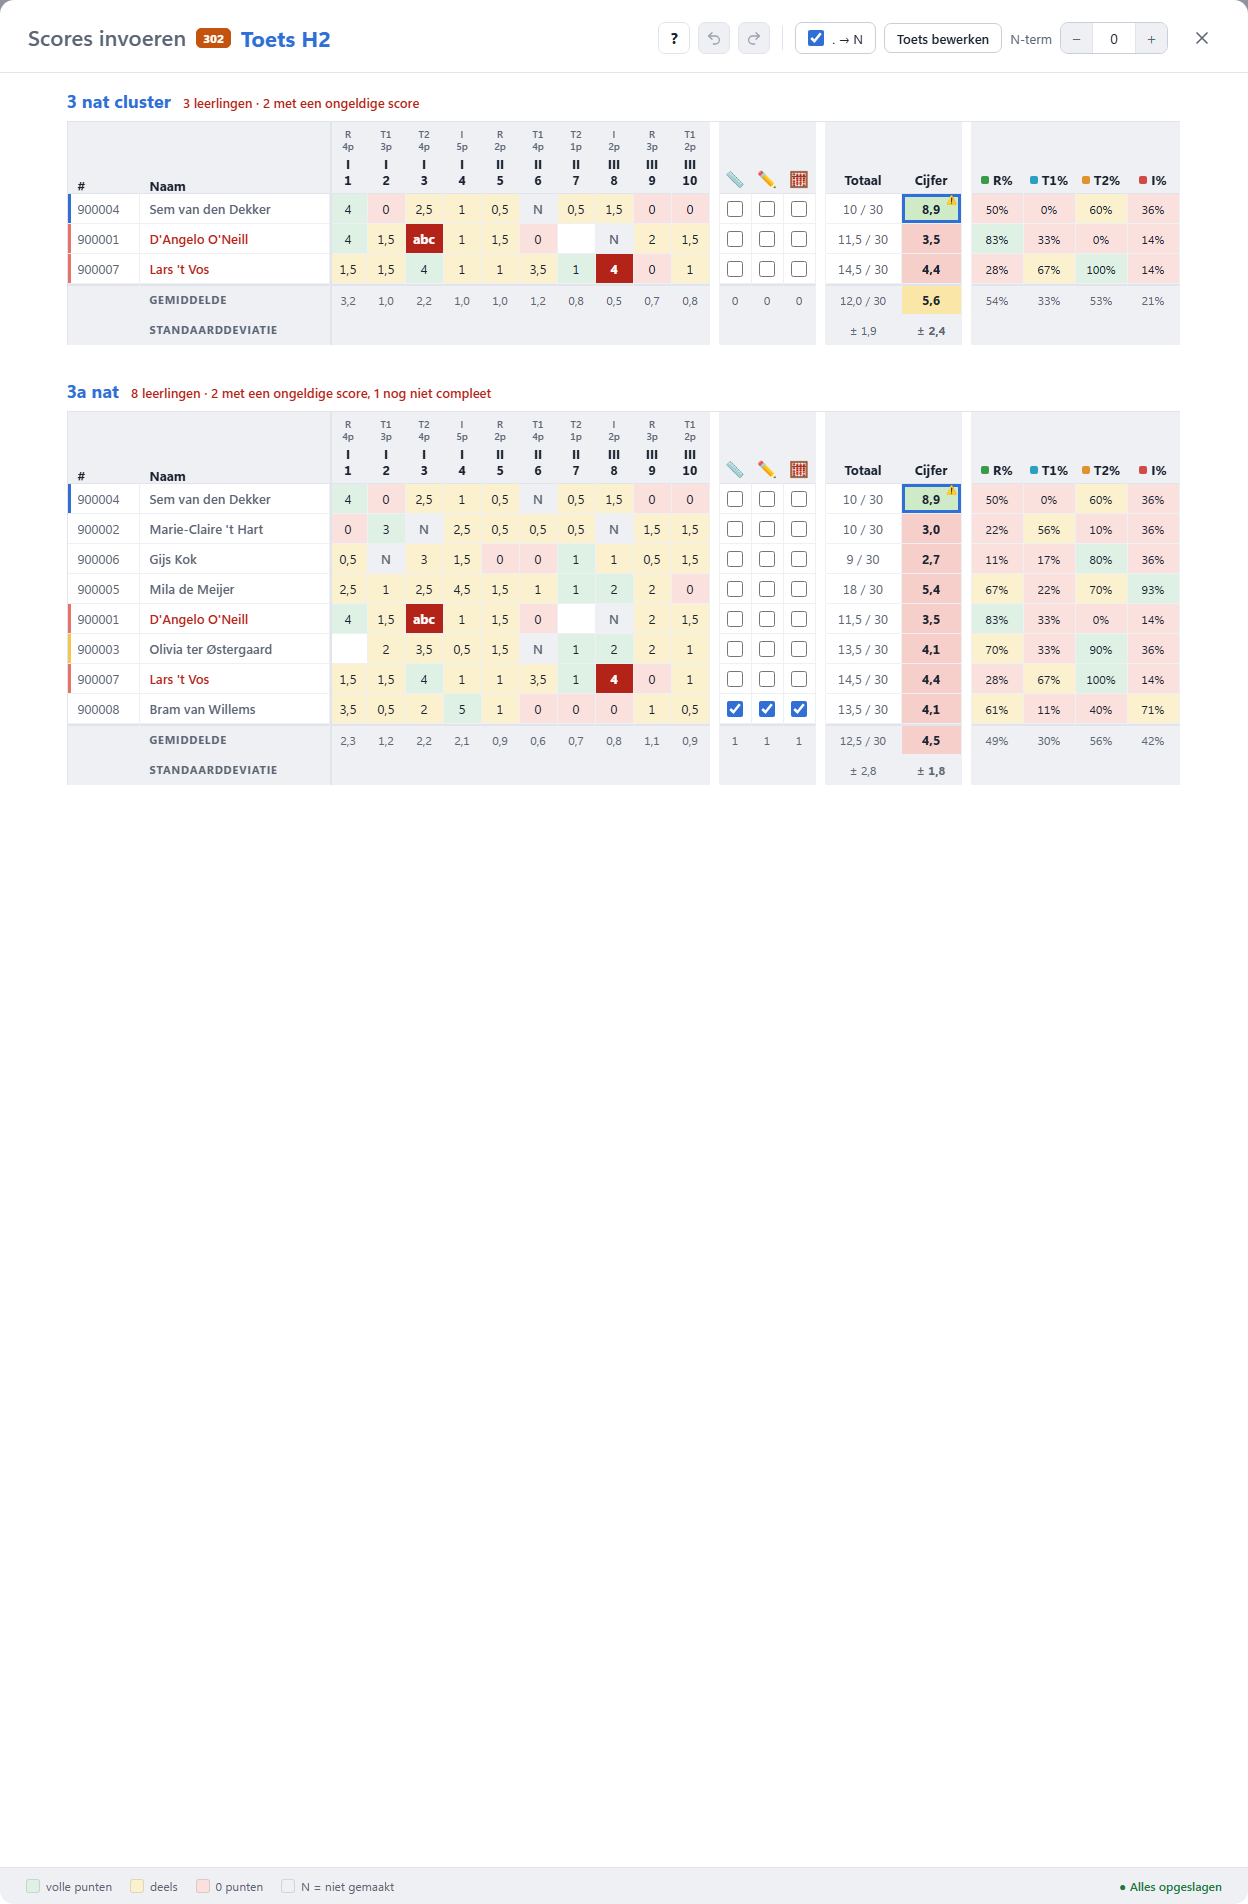 Scores invoeren 302 Toets H2 ? . → N Toets bewerken N-term − 0 +
3 nat cluster 3 leerlingen · 2 met een ongeldige score
R T1 T2 I R T1 T2 I R T1
4p 3p 4p 5p 2p 4p 1p 2p 3p 2p
I I I I II II II III III III
# Naam 1 2 3 4 5 6 7 8 9 10 Totaal Cijfer R% T1% T2% I%
900004 Sem van den Dekker 4 0 2,5 1 0,5 N 0,5 1,5 0 0 10 / 30 8,9 50% 0% 60% 36%
900001 D'Angelo O'Neill 4 1,5 abc 1 1,5 0 N 2 1,5 11,5 / 30 3,5 83% 33% 0% 14%
900007 Lars 't Vos 1,5 1,5 4 1 1 3,5 1 4 0 1 14,5 / 30 4,4 28% 67% 100% 14%
GEMIDDELDE 3,2 1,0 2,2 1,0 1,0 1,2 0,8 0,5 0,7 0,8 0 0 0 12,0 / 30 5,6 54% 33% 53% 21%
STANDAARDDEVIATIE ± 1,9 ± 2,4
3a nat 8 leerlingen · 2 met een ongeldige score, 1 nog niet compleet
R T1 T2 I R T1 T2 I R T1
4p 3p 4p 5p 2p 4p 1p 2p 3p 2p
I I I I II II II III III III
# Naam 1 2 3 4 5 6 7 8 9 10 Totaal Cijfer R% T1% T2% I%
900004 Sem van den Dekker 4 0 2,5 1 0,5 N 0,5 1,5 0 0 10 / 30 8,9 50% 0% 60% 36%
900002 Marie-Claire 't Hart 0 3 N 2,5 0,5 0,5 0,5 N 1,5 1,5 10 / 30 3,0 22% 56% 10% 36%
900006 Gijs Kok 0,5 N 3 1,5 0 0 1 1 0,5 1,5 9 / 30 2,7 11% 17% 80% 36%
900005 Mila de Meijer 2,5 1 2,5 4,5 1,5 1 1 2 2 0 18 / 30 5,4 67% 22% 70% 93%
900001 D'Angelo O'Neill 4 1,5 abc 1 1,5 0 N 2 1,5 11,5 / 30 3,5 83% 33% 0% 14%
900003 Olivia ter Østergaard 2 3,5 0,5 1,5 N 1 2 2 1 13,5 / 30 4,1 70% 33% 90% 36%
900007 Lars 't Vos 1,5 1,5 4 1 1 3,5 1 4 0 1 14,5 / 30 4,4 28% 67% 100% 14%
900008 Bram van Willems 3,5 0,5 2 5 1 0 0 0 1 0,5 13,5 / 30 4,1 61% 11% 40% 71%
GEMIDDELDE 2,3 1,2 2,2 2,1 0,9 0,6 0,7 0,8 1,1 0,9 1 1 1 12,5 / 30 4,5 49% 30% 56% 42%
STANDAARDDEVIATIE ± 2,8 ± 1,8
volle punten deels 0 punten N = niet gemaakt ● Alles opgeslagen